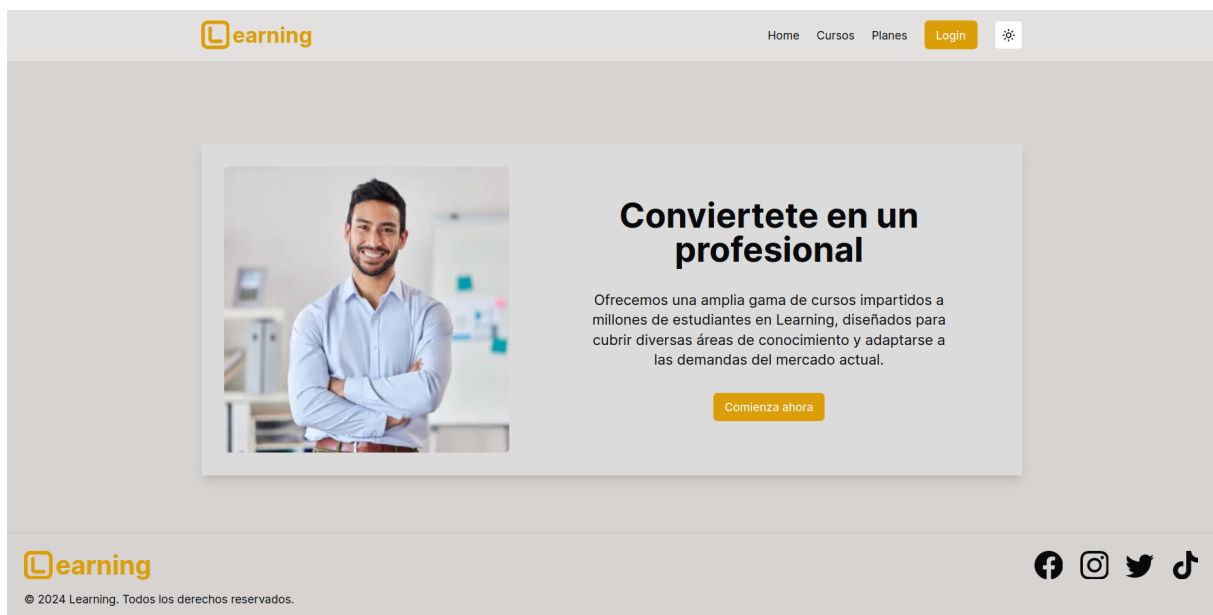 Learning
Home Cursos Planes Login
Conviertete en un
profesional
Ofrecemos una amplia gama de cursos impartidos a
millones de estudiantes en Learning, diseñados para
cubrir diversas áreas de conocimiento y adaptarse a
las demandas del mercado actual.
Comienza ahora
Learning
© 2024 Learning. Todos los derechos reservados.